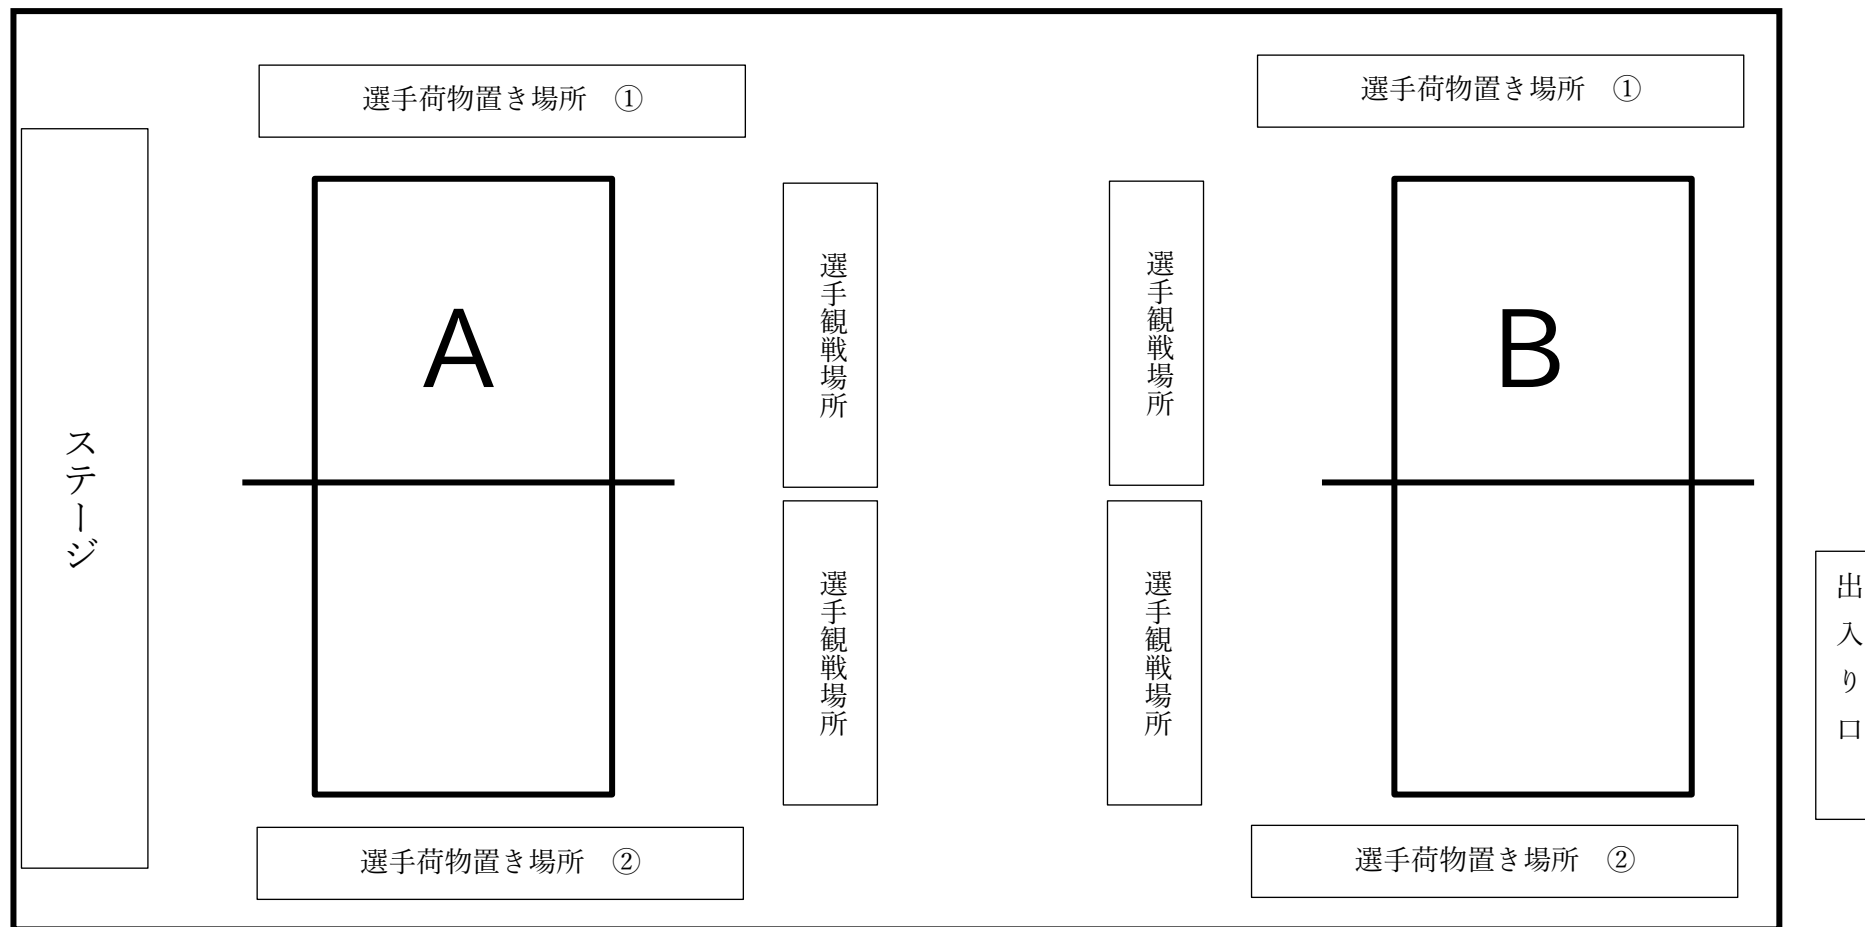 選手荷物置き場所　①
選手荷物置き場所　①
ステージ
A
選手観戦場所
選手観戦場所
B
選手観戦場所
選手観戦場所
出入り口
選手荷物置き場所　②
選手荷物置き場所　②